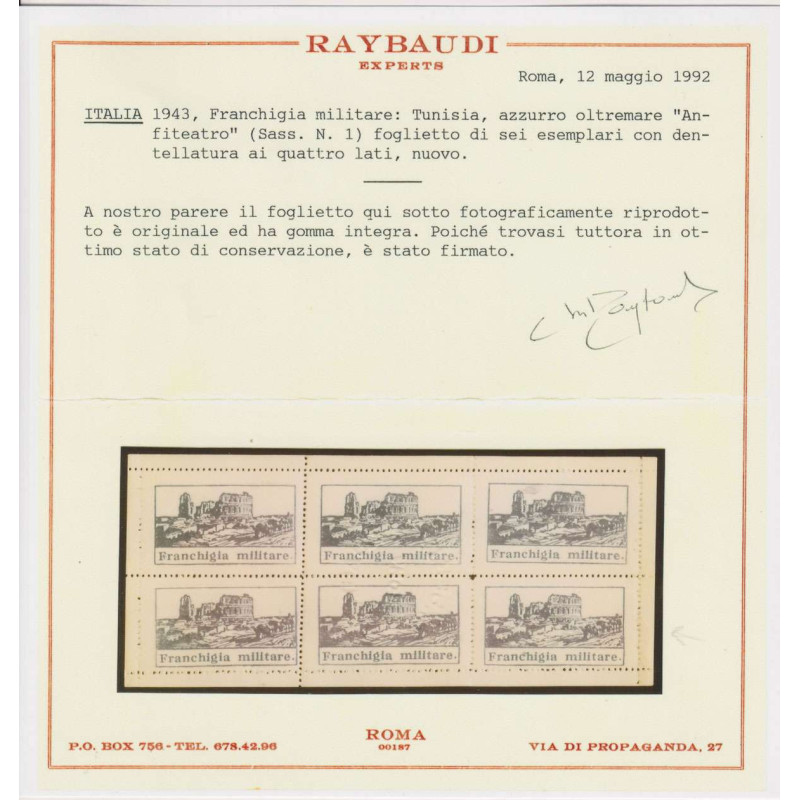 RAYBAUDI
EXPERTS
Roma, 12 maggio 1992
ITALIA 1943, Franchigia militare: Tunisia, azzurro oltremare "An-
fiteatro" (Sass. N. 1) foglietto di sei esemplari con den-
tellatura ai quattro lati, nuovo.
A nostro parere il foglietto qui sotto fotograficamente riprodot-
to è originale ed ha gomma integra. Poiché trovasi tuttora in ot-
timo stato di conservazione, è stato firmato.
Franchigia militare. Franchigia militare. Franchigia militare.
Franchigia militare. Franchigia militare. Franchigia militare.
ROMA
00187
P.O. BOX 756 - TEL. 678.42.96
VIA DI PROPAGANDA, 27